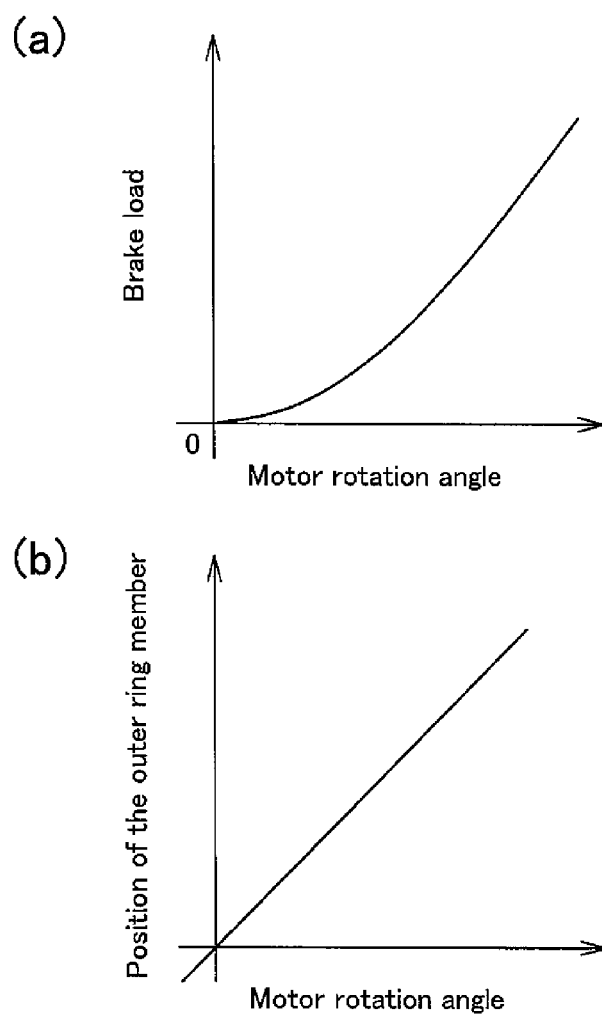 (a)
Brake load
0
Motor rotation angle
(b)
Position of the outer ring member
Motor rotation angle